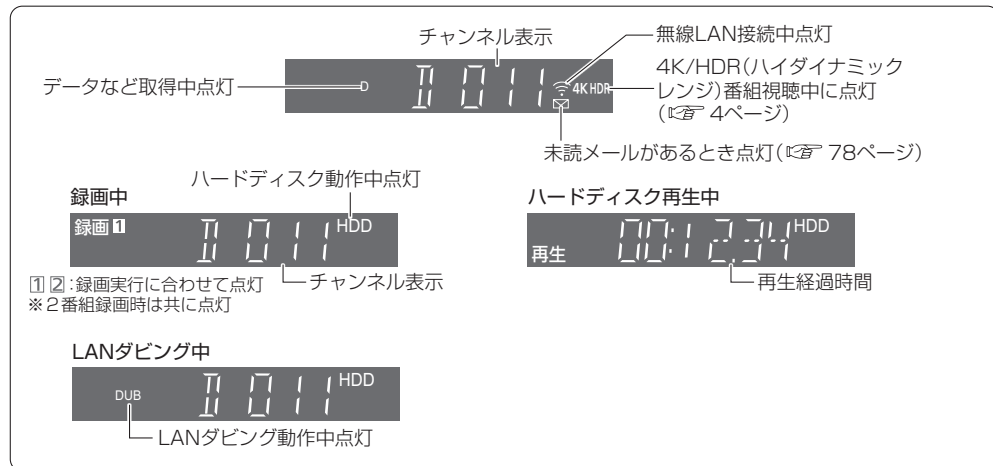 チャンネル表示
無線LAN接続中点灯
データなど取得中点灯
D
D 011
4K HDR
4K/HDR（ハイダイナミック
レンジ）番組視聴中に点灯
（☞ 4ページ）
未読メールがあるとき点灯（☞ 78ページ）
ハードディスク動作中点灯
録画中
録画 1
D 011
HDD
1 2：録画実行に合わせて点灯
※２番組録画時は共に点灯
チャンネル表示
ハードディスク再生中
再生
00:12.34
HDD
再生経過時間
LANダビング中
DUB
D 011
HDD
LANダビング動作中点灯